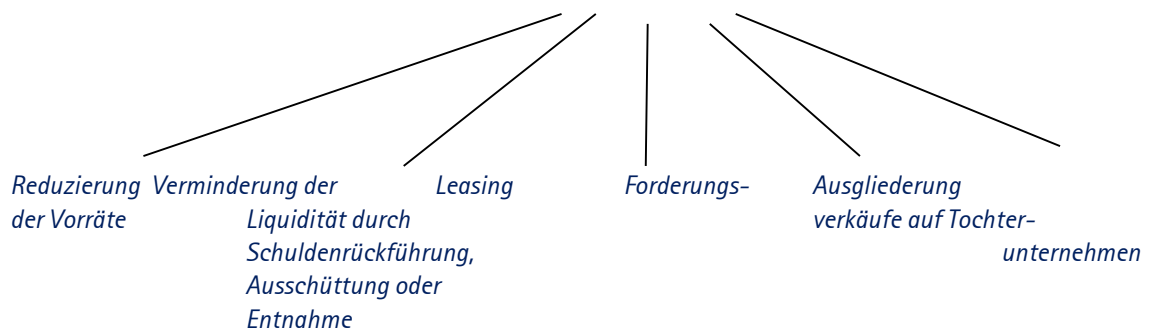 Reduzierung Verminderung der Leasing Forderungs- Ausgliederung
der Vorräte Liquidität durch verkäufe auf Tochter-
Schuldenrückführung, unternehmen
Ausschüttung oder
Entnahme